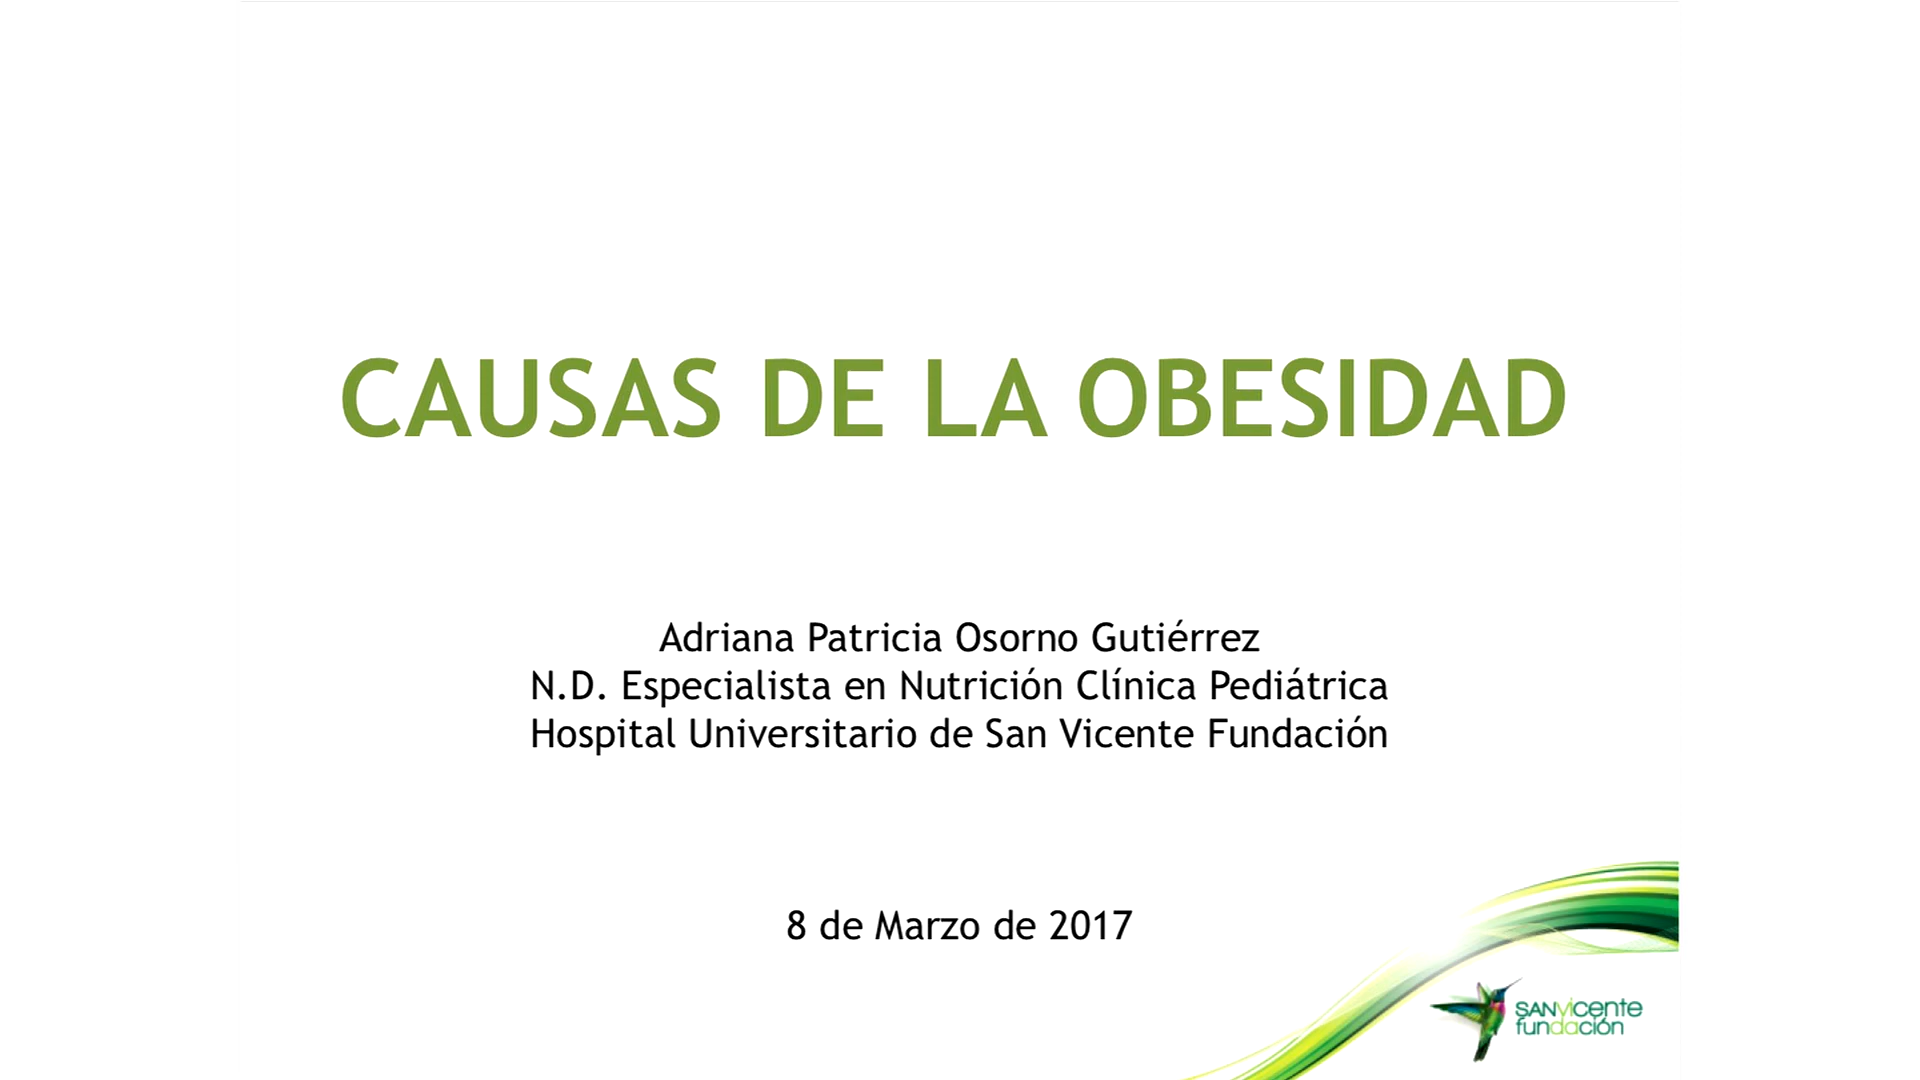 CAUSAS DE LA OBESIDAD
Adriana Patricia Osorno Gutiérrez
N.D. Especialista en Nutrición Clínica Pediátrica
Hospital Universitario de San Vicente Fundación
8 de Marzo de 2017
SANvicente
fundación